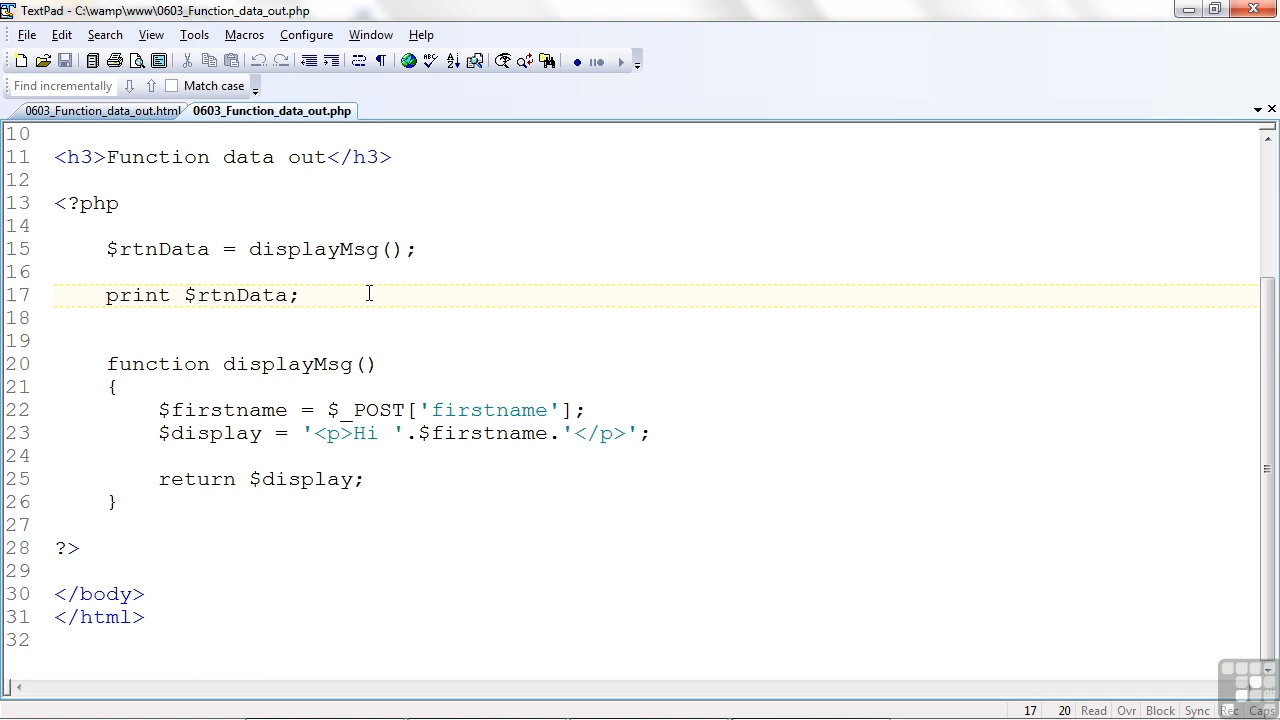 TextPad - C:\wamp\www\0603_Function_data_out.php
File Edit Search View Tools Macros Configure Window Help
Find incrementally Match case
0603_Function_data_out.html 0603_Function_data_out.php
10
11 <h3>Function data out</h3>
12
13 <?php
14
15 $rtnData = displayMsg();
16
17 print $rtnData;
18
19
20 function displayMsg()
21 {
22 $firstname = $_POST['firstname'];
23 $display = '<p>Hi '.$firstname.'</p>';
24
25 return $display;
26 }
27
28 ?>
29
30 </body>
31 </html>
32
17 20 Read Ovr Block Sync Rec Caps